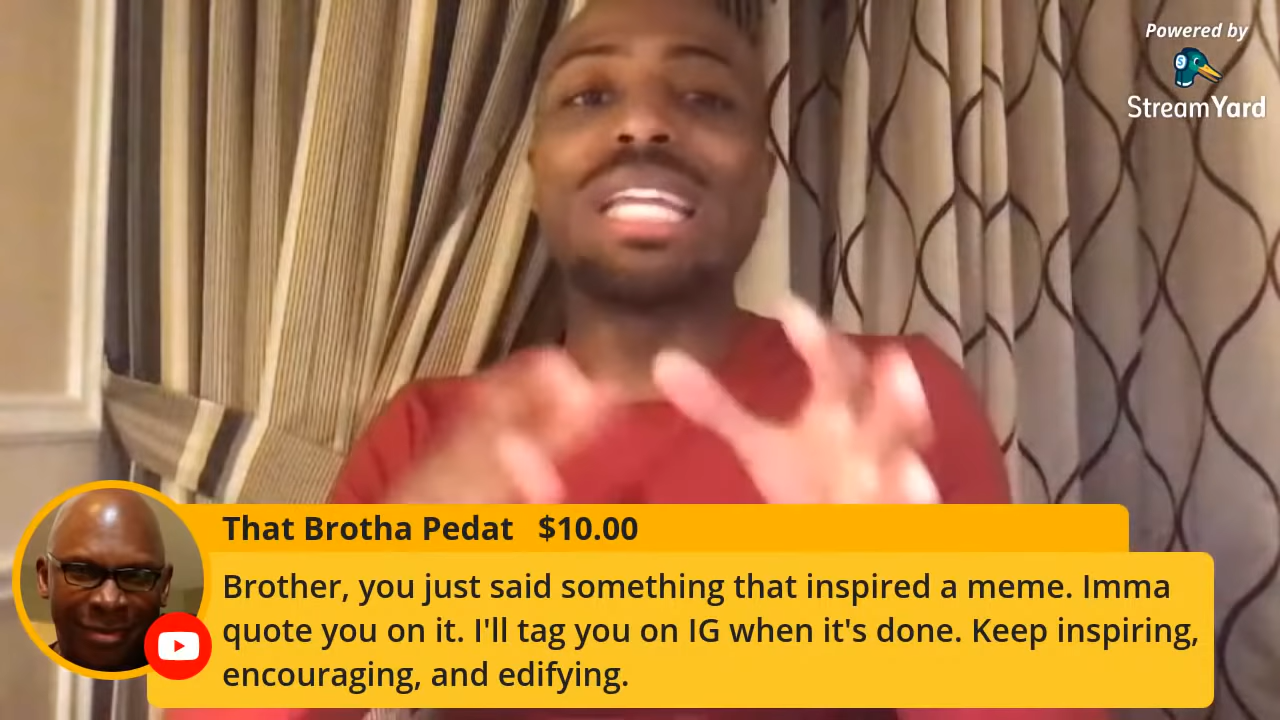 Powered by
StreamYard
That Brotha Pedat $10.00
Brother, you just said something that inspired a meme. Imma
quote you on it. I'll tag you on IG when it's done. Keep inspiring,
encouraging, and edifying.